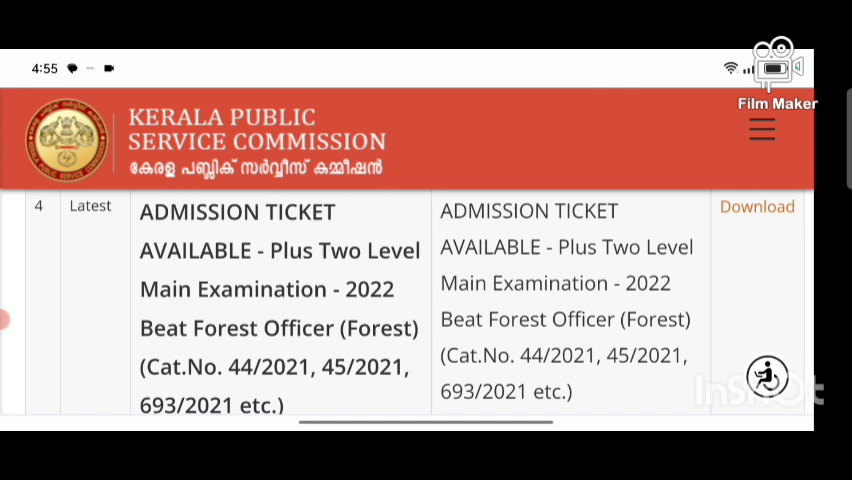 4:55
Film Maker
KERALA PUBLIC
SERVICE COMMISSION
കേരള പബ്ലിക് സർവ്വീസ് കമ്മീഷൻ
4
Latest
ADMISSION TICKET
AVAILABLE - Plus Two Level
Main Examination - 2022
Beat Forest Officer (Forest)
(Cat.No. 44/2021, 45/2021,
693/2021 etc.)
ADMISSION TICKET
AVAILABLE - Plus Two Level
Main Examination - 2022
Beat Forest Officer (Forest)
(Cat.No. 44/2021, 45/2021,
693/2021 etc.)
Download
InShOt